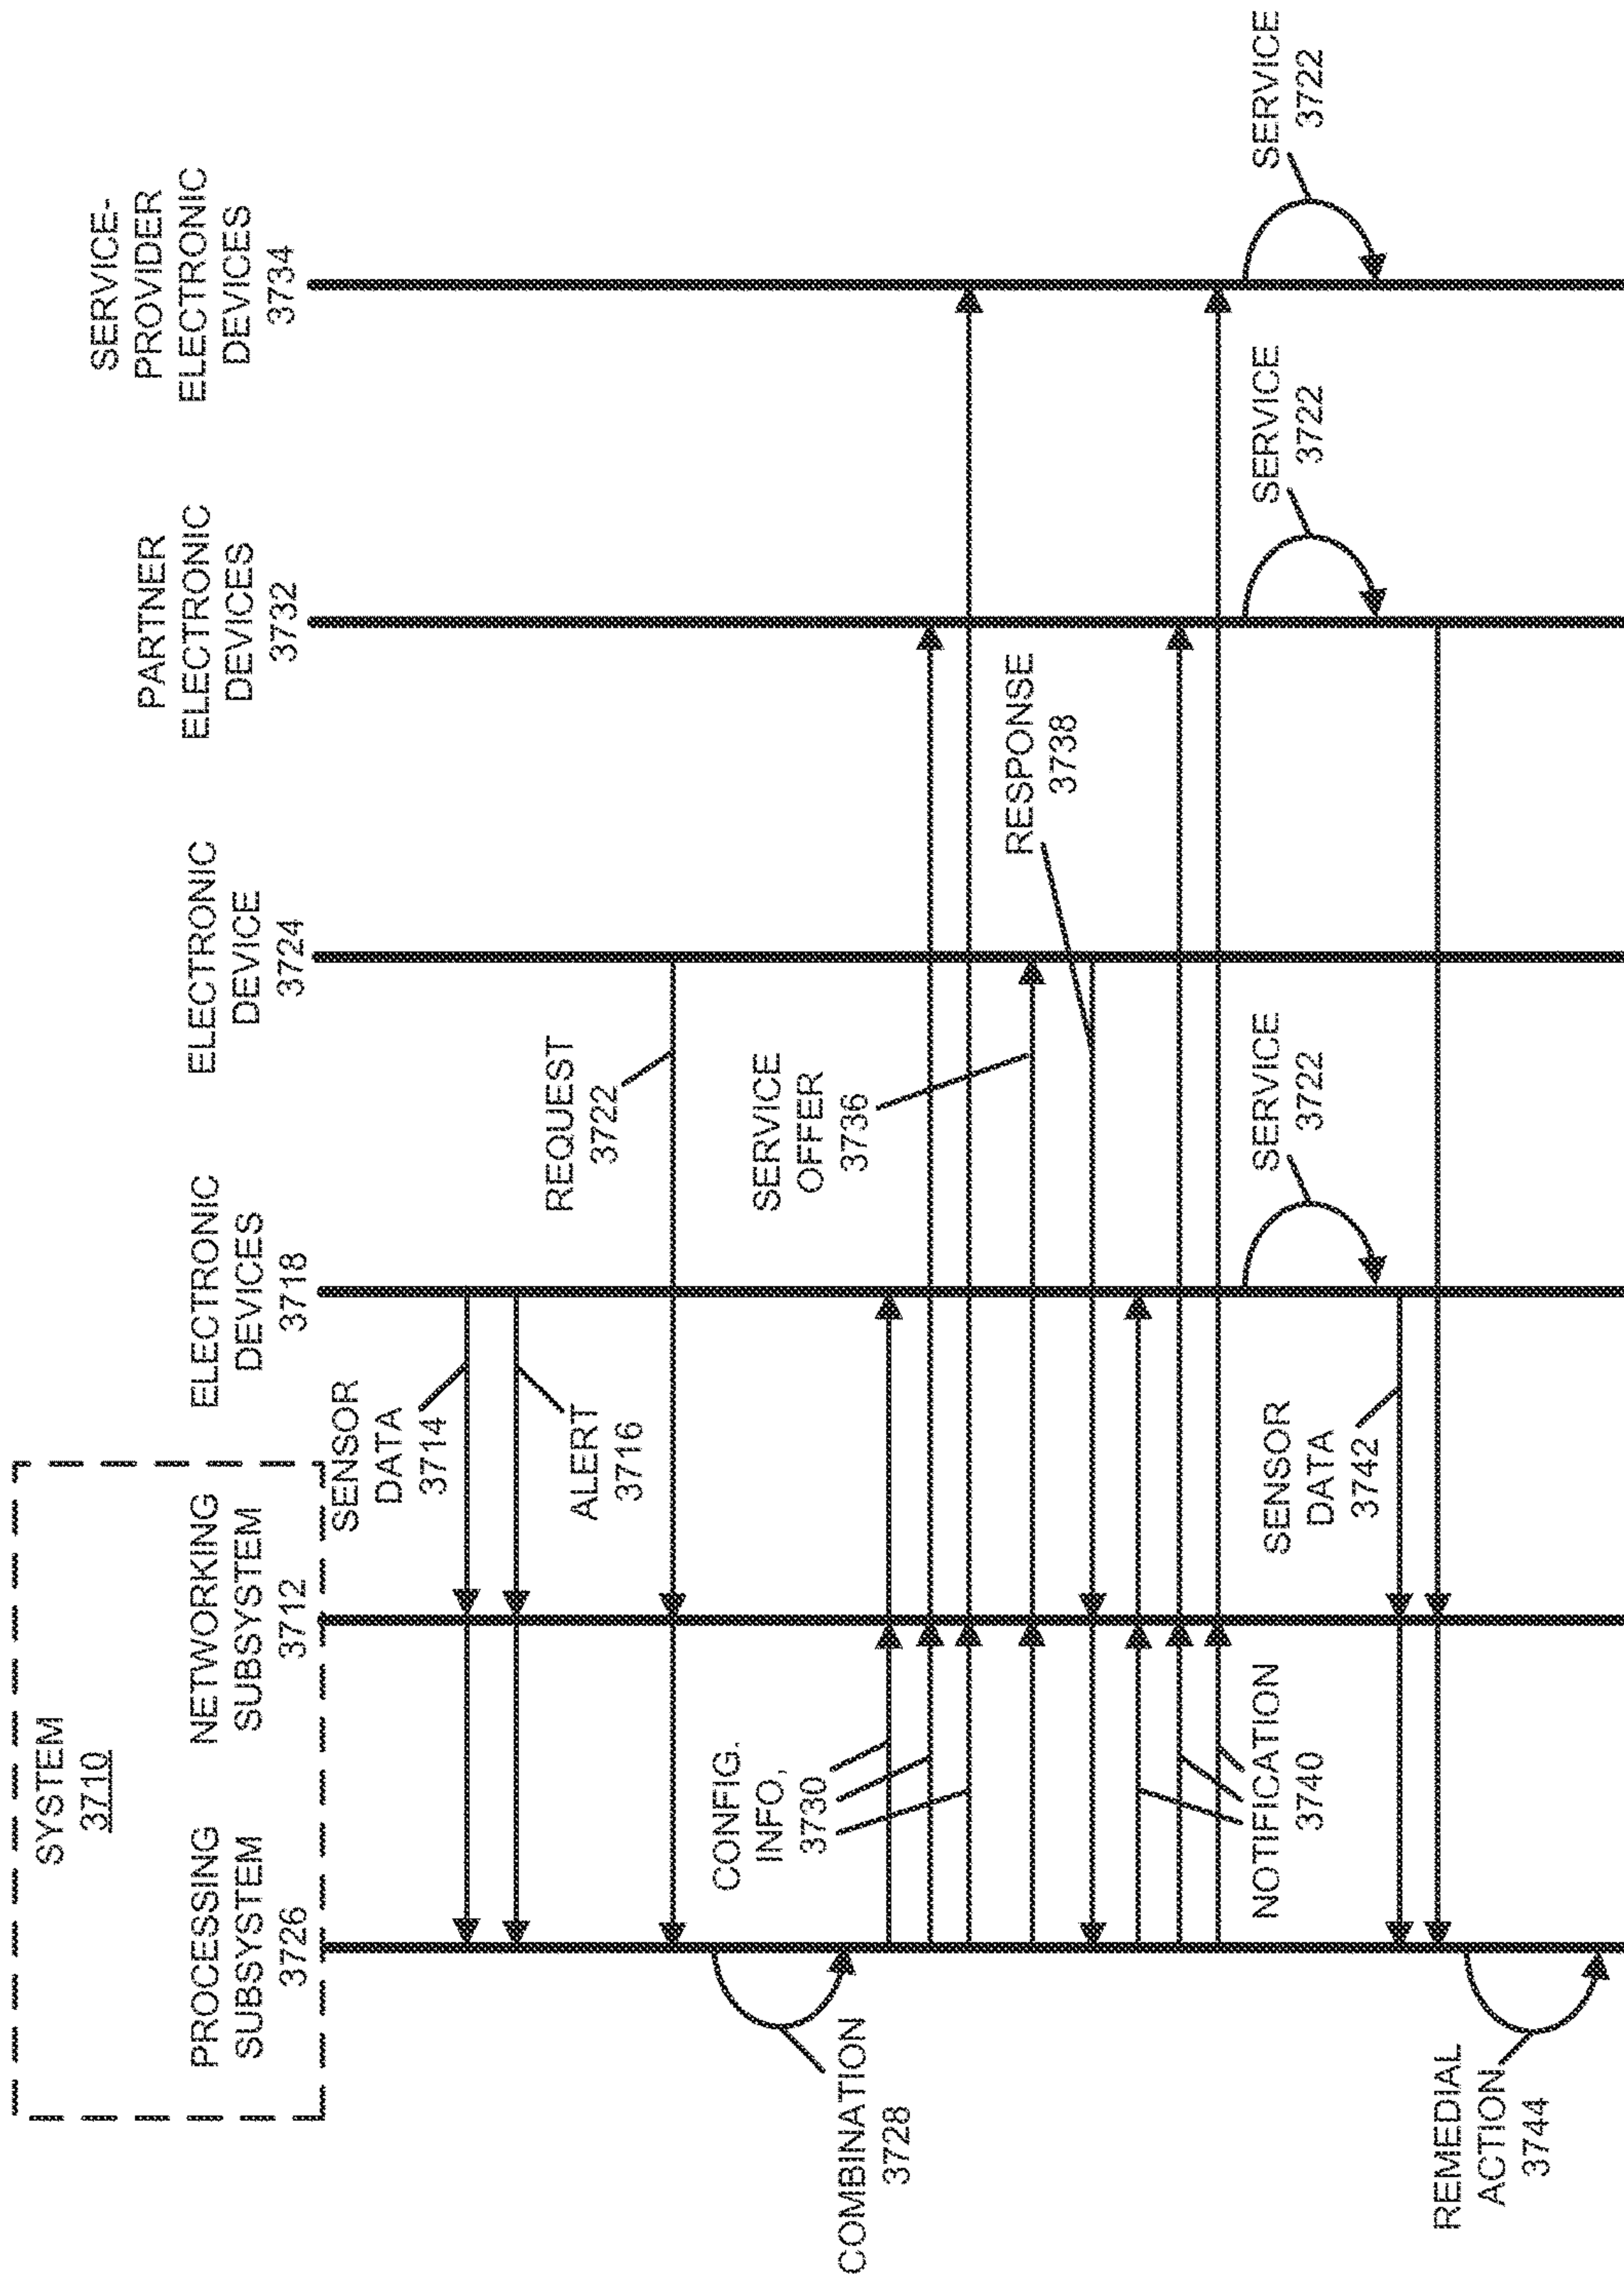 SYSTEM
3710
PROCESSING
SUBSYSTEM
3726
NETWORKING
SUBSYSTEM
3712
ELECTRONIC
DEVICES
3718
ELECTRONIC
DEVICE
3724
PARTNER
ELECTRONIC
DEVICES
3732
SERVICE-
PROVIDER
ELECTRONIC
DEVICES
3734
SENSOR
DATA
3714
ALERT
3716
REQUEST
3722
COMBINATION
3728
CONFIG.
INFO,
3730
SERVICE
OFFER
3736
RESPONSE
3738
NOTIFICATION
3740
SERVICE
3722
SERVICE
3722
SERVICE
3722
SENSOR
DATA
3742
REMEDIAL
ACTION
3744